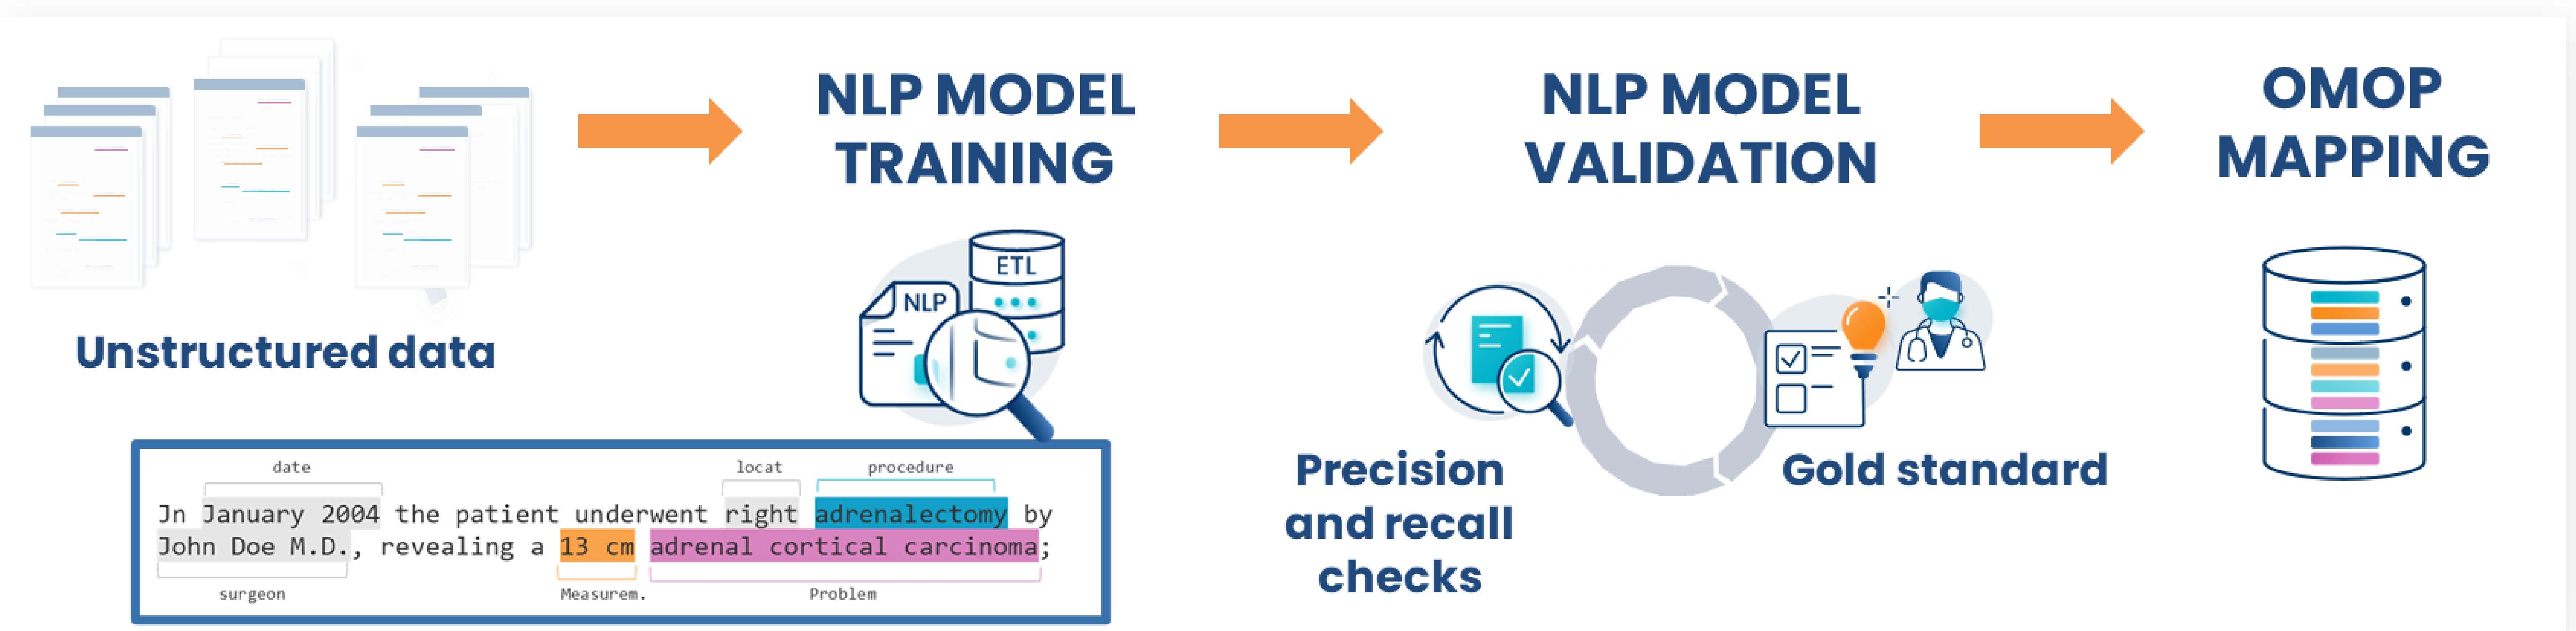 Unstructured data
NLP MODEL
TRAINING
NLP
ETL
date
locat
procedure
Jn January 2004 the patient underwent right adrenalectomy by
John Doe M.D., revealing a 13 cm adrenal cortical carcinoma;
surgeon
Measurem.
Problem
NLP MODEL
VALIDATION
Precision
and recall
checks
Gold standard
OMOP
MAPPING